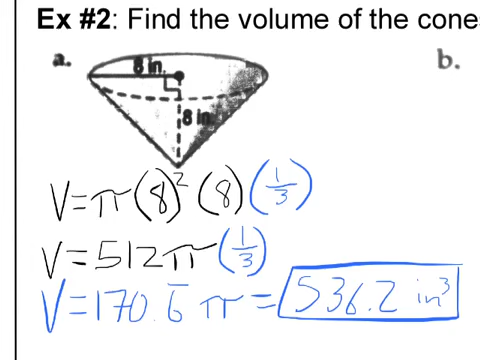 Ex #2: Find the volume of the cones
a. b.
8 in.
8 in.
V=π(8)²(8)(1/3)
V=512π(1/3)
V=170.6̅π=536.2 in³